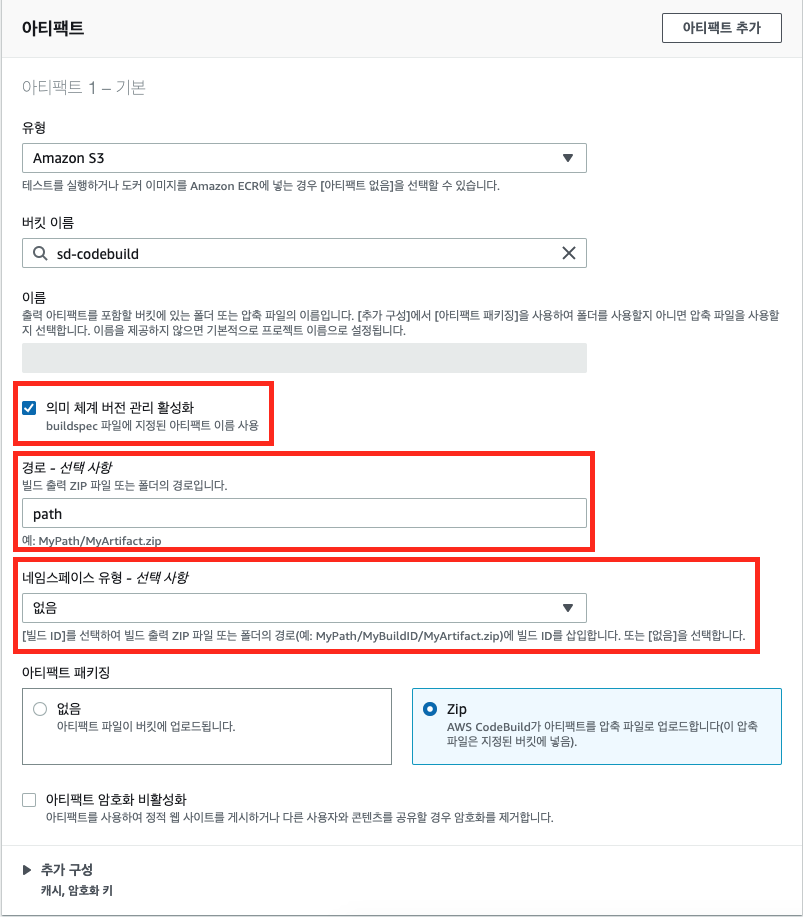 아티팩트
아티팩트 추가
아티팩트 1 – 기본
유형
Amazon S3
테스트를 실행하거나 도커 이미지를 Amazon ECR에 넣는 경우 [아티팩트 없음]을 선택할 수 있습니다.
버킷 이름
sd-codebuild
이름
출력 아티팩트를 포함할 버킷에 있는 폴더 또는 압축 파일의 이름입니다. [추가 구성]에서 [아티팩트 패키징]을 사용하여 폴더를 사용할지 아니면 압축 파일을 사용할
지 선택합니다. 이름을 제공하지 않으면 기본적으로 프로젝트 이름으로 설정됩니다.
의미 체계 버전 관리 활성화
buildspec 파일에 지정된 아티팩트 이름 사용
경로 - 선택 사항
빌드 출력 ZIP 파일 또는 폴더의 경로입니다.
path
예: MyPath/MyArtifact.zip
네임스페이스 유형 - 선택 사항
없음
[빌드 ID]를 선택하여 빌드 출력 ZIP 파일 또는 폴더의 경로(예: MyPath/MyBuildID/MyArtifact.zip)에 빌드 ID를 삽입합니다. 또는 [없음]을 선택합니다.
아티팩트 패키징
없음
아티팩트 파일이 버킷에 업로드됩니다.
Zip
AWS CodeBuild가 아티팩트를 압축 파일로 업로드합니다(이 압축
파일은 지정된 버킷에 넣음).
아티팩트 암호화 비활성화
아티팩트를 사용하여 정적 웹 사이트를 게시하거나 다른 사용자와 콘텐츠를 공유할 경우 암호화를 제거합니다.
추가 구성
캐시, 암호화 키